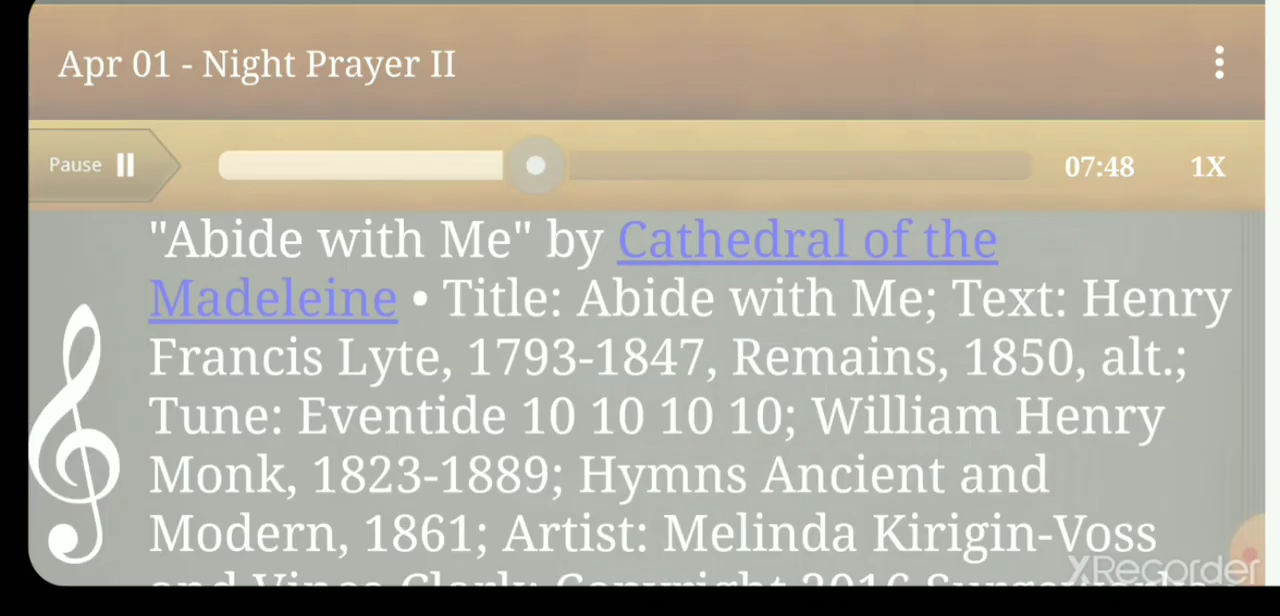 Apr 01 - Night Prayer II
Pause
07:48
1X
"Abide with Me" by Cathedral of the
Madeleine • Title: Abide with Me; Text: Henry
Francis Lyte, 1793-1847, Remains, 1850, alt.;
Tune: Eventide 10 10 10 10; William Henry
Monk, 1823-1889; Hymns Ancient and
Modern, 1861; Artist: Melinda Kirigin-Voss
XRecorder